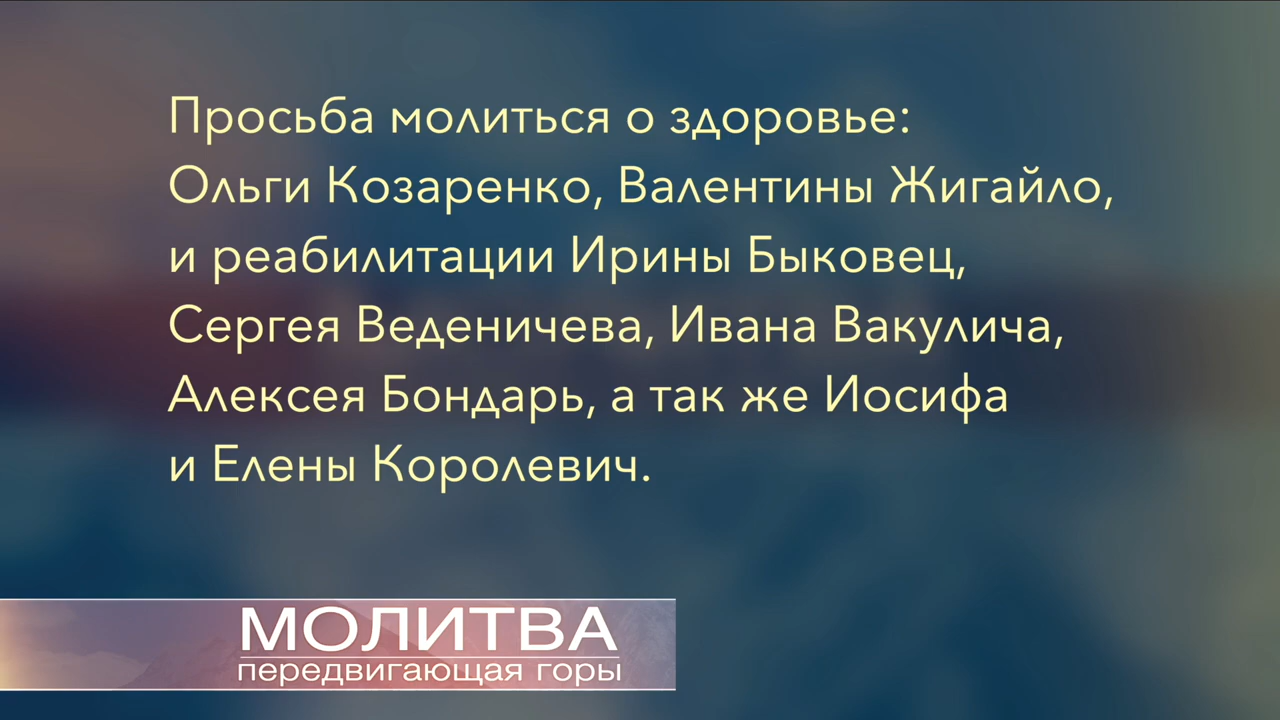 Просьба молиться о здоровье:
Ольги Козаренко, Валентины Жигайло,
и реабилитации Ирины Быковец,
Сергея Веденичева, Ивана Вакулича,
Алексея Бондарь, а так же Иосифа
и Елены Королевич.
МОЛИТВА
передвигающая горы